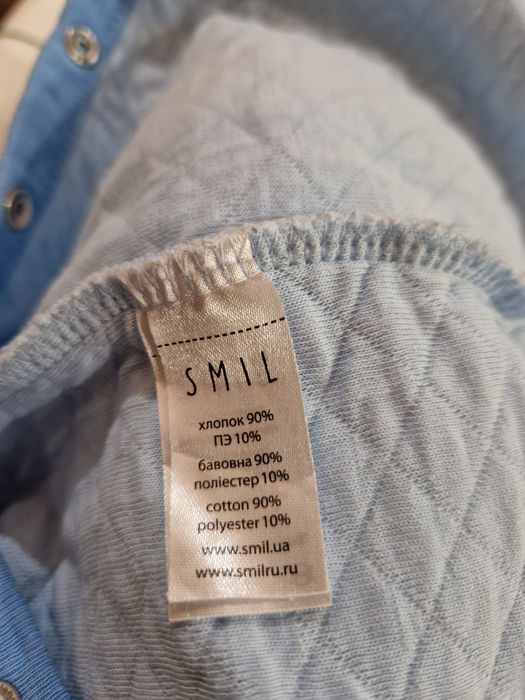 SMIL
хлопок 90%
ПЭ 10%
бавовна 90%
поліестер 10%
cotton 90%
polyester 10%
www.smil.ua
www.smilru.ru